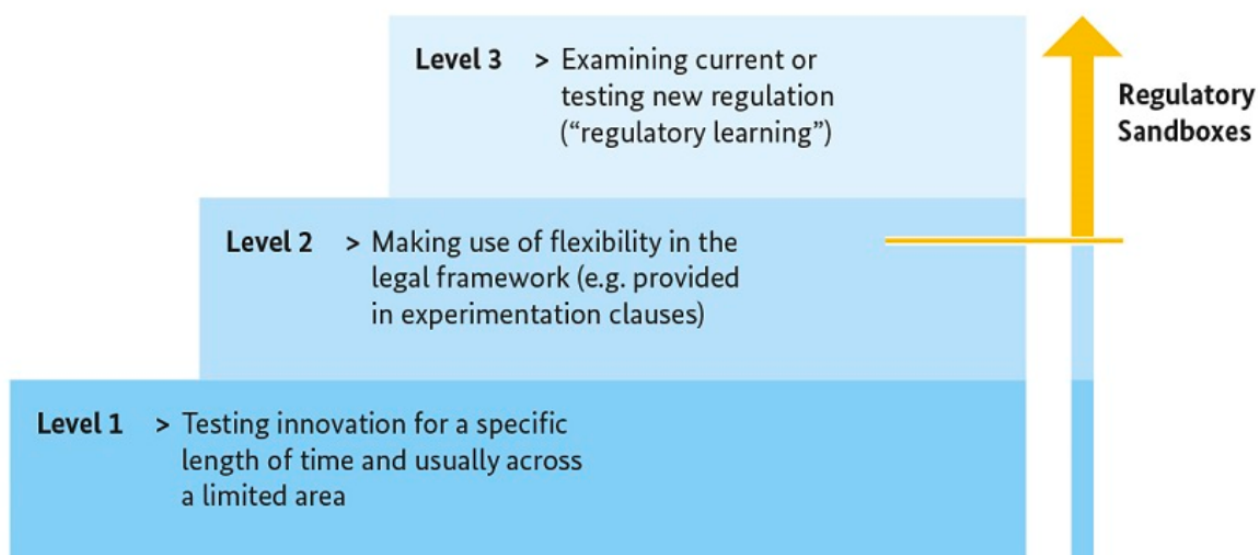 Level 3 > Examining current or
testing new regulation
(“regulatory learning”)
Regulatory
Sandboxes
Level 2 > Making use of flexibility in the
legal framework (e.g. provided
in experimentation clauses)
Level 1 > Testing innovation for a specific
length of time and usually across
a limited area